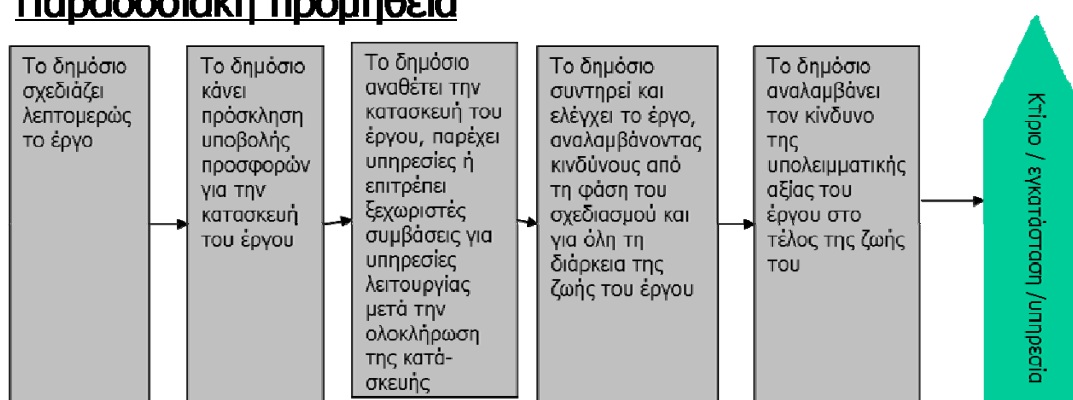 Παραδοσιακή προμήθεια
Το δημόσιο
σχεδιάζει
λεπτομερώς
το έργο
Το δημόσιο
κάνει
πρόσκληση
υποβολής
προσφορών
για την
κατασκευή
του έργου
Το δημόσιο
αναθέτει την
κατασκευή του
έργου, παρέχει
υπηρεσίες ή
επιτρέπει
ξεχωριστές
συμβάσεις για
υπηρεσίες
λειτουργίας
μετά την
ολοκλήρωση
της κατά-
σκευής
Το δημόσιο
συντηρεί και
ελέγχει το έργο,
αναλαμβάνοντας
κινδύνους από
τη φάση του
σχεδιασμού και
για όλη τη
διάρκεια της
ζωής του έργου
Το δημόσιο
αναλαμβάνει
τον κίνδυνο
της
υπολειμματικής
αξίας του
έργου στο
τέλος της ζωής
του
Κτίριο / εγκατάσταση /υπηρεσία